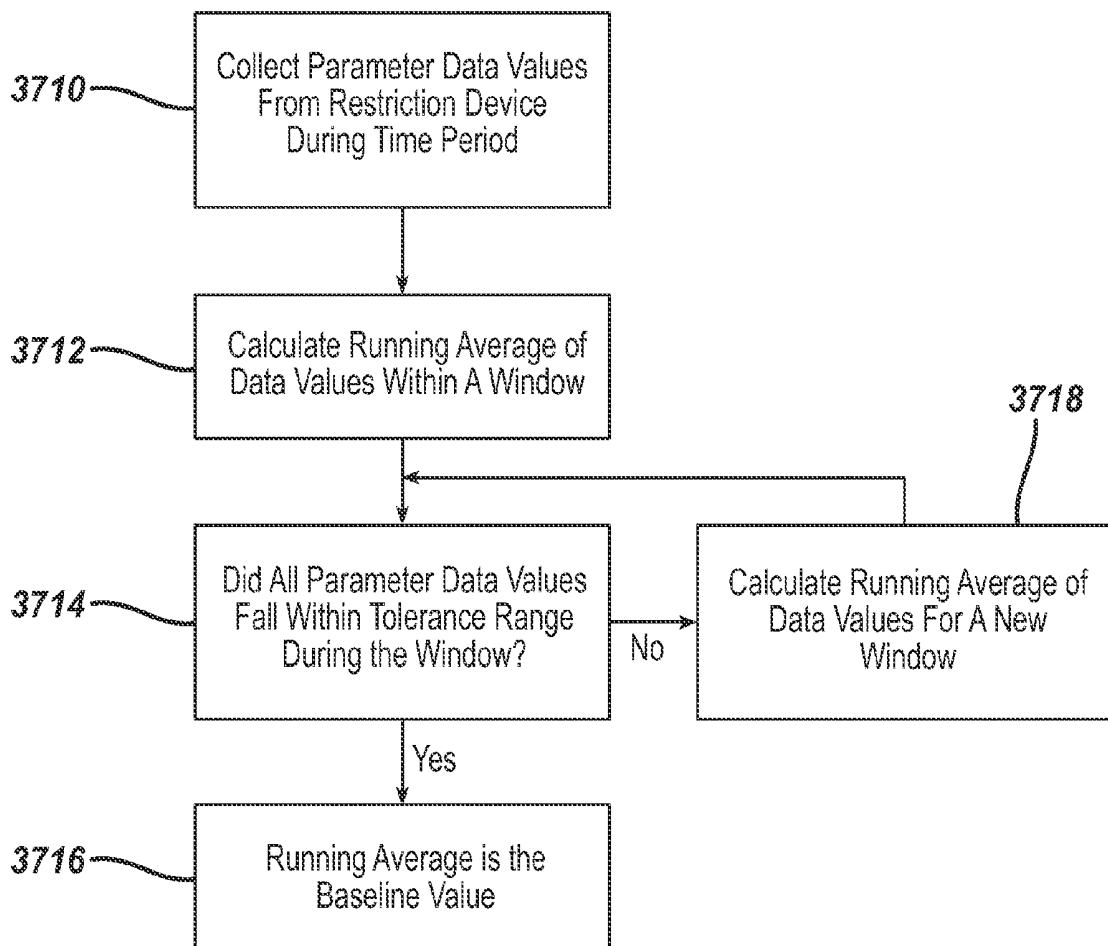 3710
Collect Parameter Data Values
From Restriction Device
During Time Period
3712
Calculate Running Average of
Data Values Within A Window
3718
3714
Did All Parameter Data Values
Fall Within Tolerance Range
During the Window?
No
Calculate Running Average of
Data Values For A New
Window
Yes
3716
Running Average is the
Baseline Value